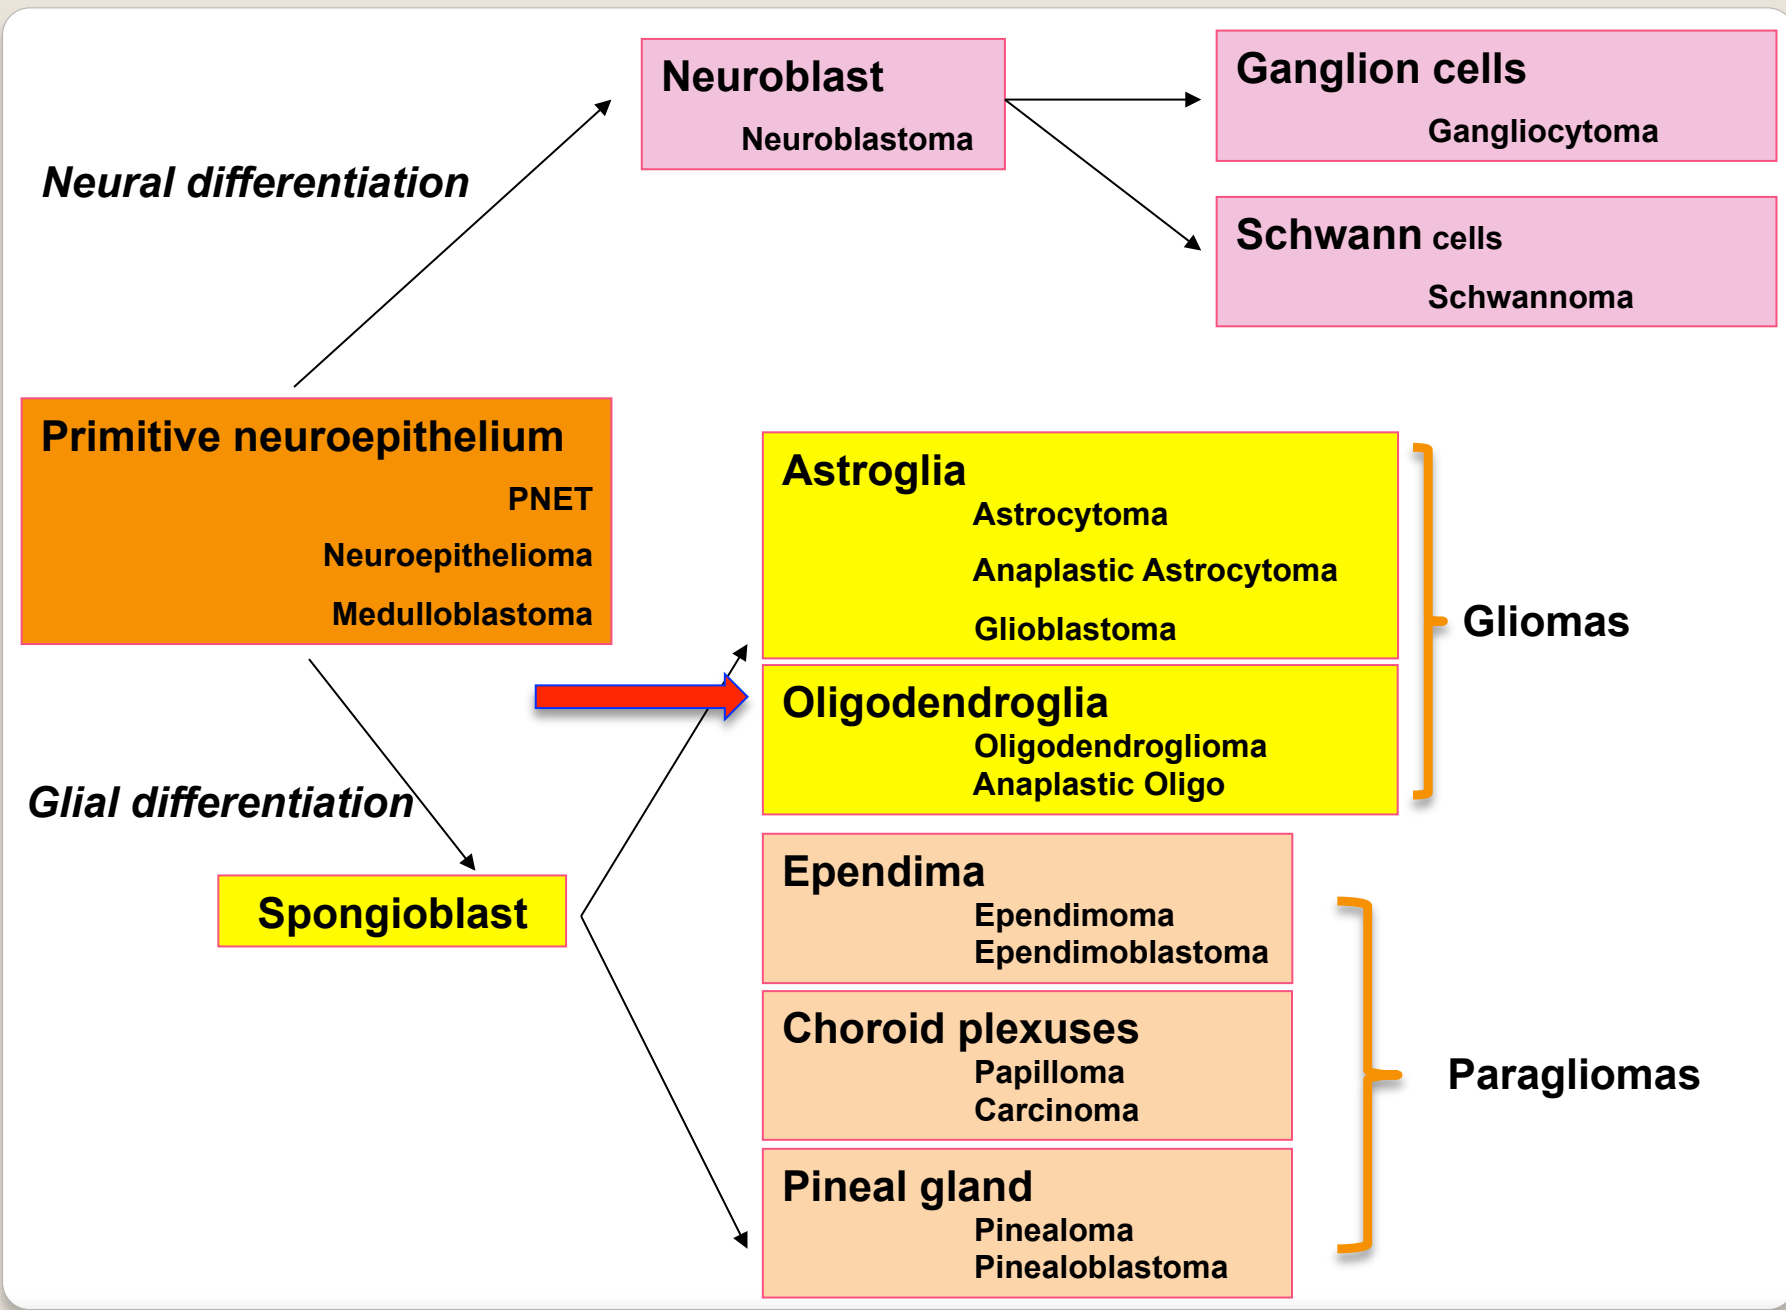 Neuroblast
Neuroblastoma
Ganglion cells
Gangliocytoma
Schwann cells
Schwannoma
Neural differentiation
Primitive neuroepithelium
PNET
Neuroepithelioma
Medulloblastoma
Glial differentiation
Spongioblast
Astroglia
Astrocytoma
Anaplastic Astrocytoma
Glioblastoma
Oligodendroglia
Oligodendroglioma
Anaplastic Oligo
Gliomas
Ependima
Ependimoma
Ependimoblastoma
Choroid plexuses
Papilloma
Carcinoma
Pineal gland
Pinealoma
Pinealoblastoma
Paragliomas